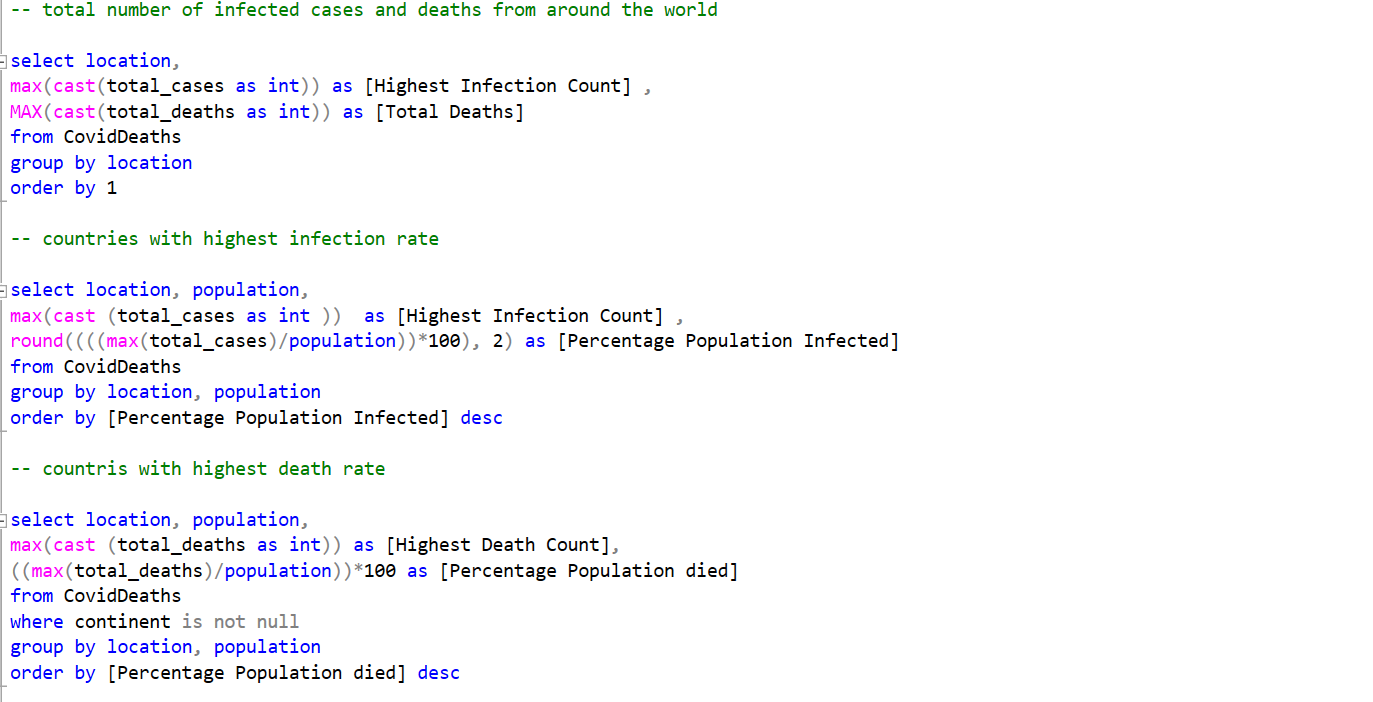 -- total number of infected cases and deaths from around the world
select location,
max(cast(total_cases as int)) as [Highest Infection Count] ,
MAX(cast(total_deaths as int)) as [Total Deaths]
from CovidDeaths
group by location
order by 1
-- countries with highest infection rate
select location, population,
max(cast (total_cases as int ))  as [Highest Infection Count] ,
round((((max(total_cases)/population))*100), 2) as [Percentage Population Infected]
from CovidDeaths
group by location, population
order by [Percentage Population Infected] desc
-- countris with highest death rate
select location, population,
max(cast (total_deaths as int)) as [Highest Death Count],
((max(total_deaths)/population))*100 as [Percentage Population died]
from CovidDeaths
where continent is not null
group by location, population
order by [Percentage Population died] desc